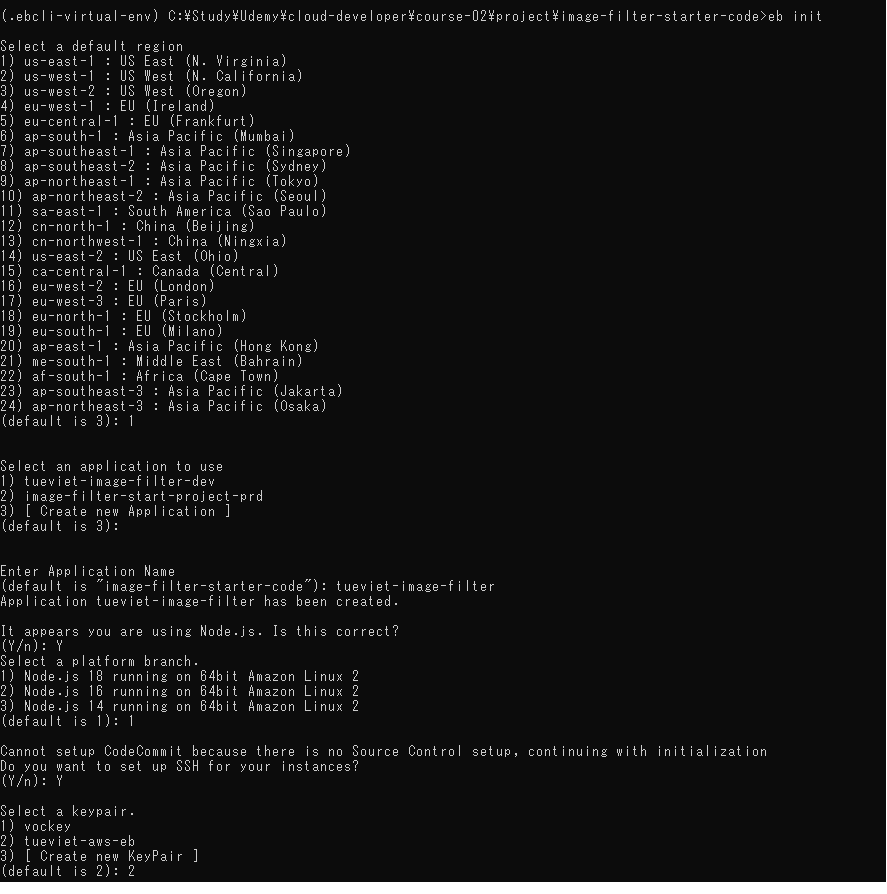 (.ebcli-virtual-env) C:¥Study¥Udemy¥cloud-developer¥course-02¥project¥image-filter-starter-code>eb init
Select a default region
1) us-east-1 : US East (N. Virginia)
2) us-west-1 : US West (N. California)
3) us-west-2 : US West (Oregon)
4) eu-west-1 : EU (Ireland)
5) eu-central-1 : EU (Frankfurt)
6) ap-south-1 : Asia Pacific (Mumbai)
7) ap-southeast-1 : Asia Pacific (Singapore)
8) ap-southeast-2 : Asia Pacific (Sydney)
9) ap-northeast-1 : Asia Pacific (Tokyo)
10) ap-northeast-2 : Asia Pacific (Seoul)
11) sa-east-1 : South America (Sao Paulo)
12) cn-north-1 : China (Beijing)
13) cn-northwest-1 : China (Ningxia)
14) us-east-2 : US East (Ohio)
15) ca-central-1 : Canada (Central)
16) eu-west-2 : EU (London)
17) eu-west-3 : EU (Paris)
18) eu-north-1 : EU (Stockholm)
19) eu-south-1 : EU (Milano)
20) ap-east-1 : Asia Pacific (Hong Kong)
21) me-south-1 : Middle East (Bahrain)
22) af-south-1 : Africa (Cape Town)
23) ap-southeast-3 : Asia Pacific (Jakarta)
24) ap-northeast-3 : Asia Pacific (Osaka)
(default is 3): 1
Select an application to use
1) tueviet-image-filter-dev
2) image-filter-start-project-prd
3) [ Create new Application ]
(default is 3):
Enter Application Name
(default is "image-filter-starter-code"): tueviet-image-filter
Application tueviet-image-filter has been created.
It appears you are using Node.js. Is this correct?
(Y/n): Y
Select a platform branch.
1) Node.js 18 running on 64bit Amazon Linux 2
2) Node.js 16 running on 64bit Amazon Linux 2
3) Node.js 14 running on 64bit Amazon Linux 2
(default is 1): 1
Cannot setup CodeCommit because there is no Source Control setup, continuing with initialization
Do you want to set up SSH for your instances?
(Y/n): Y
Select a keypair.
1) vockey
2) tueviet-aws-eb
3) [ Create new KeyPair ]
(default is 2): 2